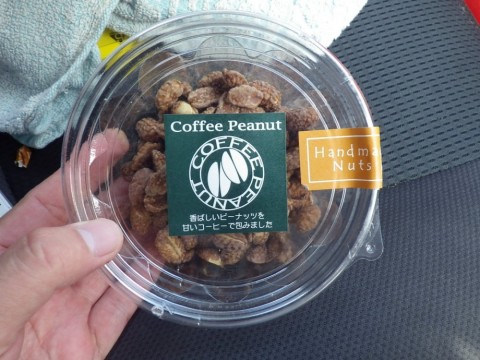 Coffee Peanut
COFFEE PEANUT
香ばしいピーナッツを
甘いコーヒーで包みました
Handma
Nuts